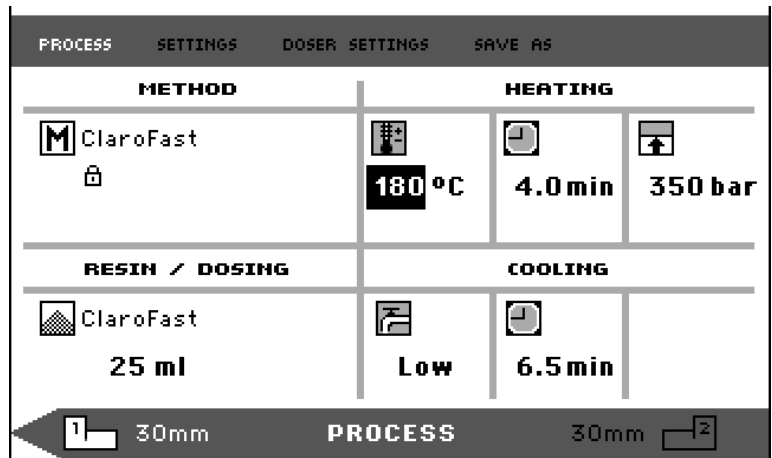 PROCESS SETTINGS DOSER SETTINGS SAVE AS
METHOD HEATING
M ClaroFast
180 ºC 4.0 min 350 bar
RESIN / DOSING COOLING
ClaroFast
25 ml Low 6.5 min
1 30mm PROCESS 30mm 2